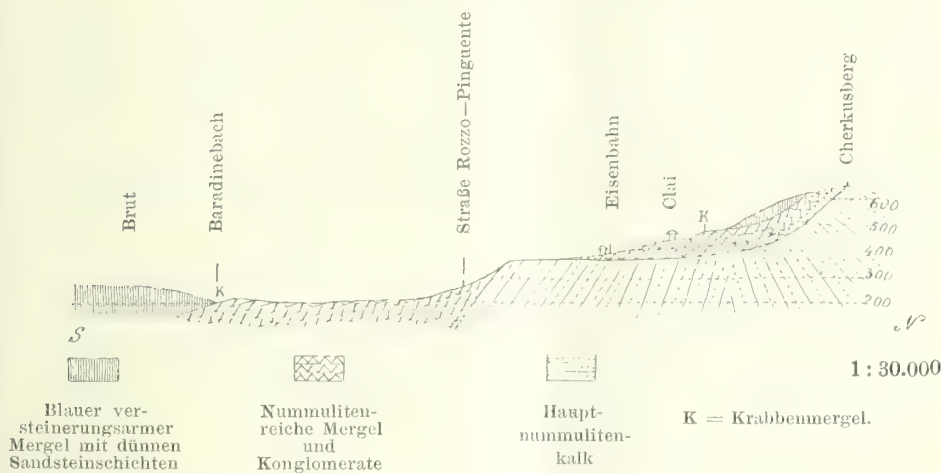 Brut
Baradinebach
Straße Rozzo—Pinguente
Eisenbahn
Clai
K
Cherkusberg
600
500
400
300
200
K
S
N
1 : 30.000
Blauer ver-
steinerungsarmer
Mergel mit dünnen
Sandsteinschichten
Nummuliten-
reiche Mergel
und
Konglomerate
Haupt-
nummuliten-
kalk
K = Krabbenmergel.